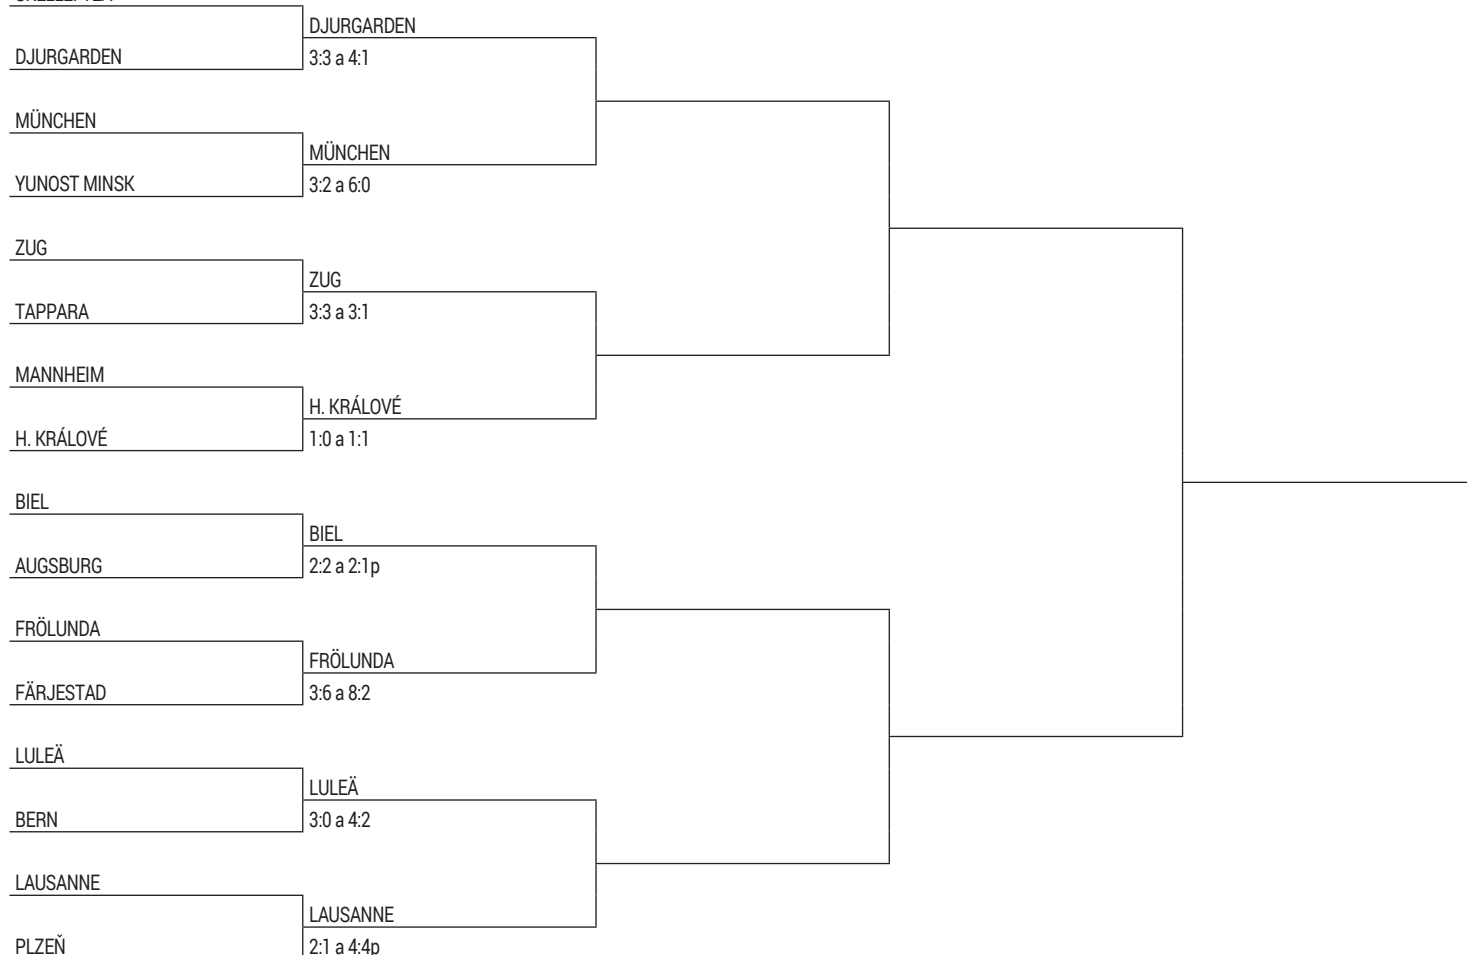 DJURGARDEN
DJURGARDEN
3:3 a 4:1
MÜNCHEN
MÜNCHEN
YUNOST MINSK
3:2 a 6:0
ZUG
ZUG
TAPPARA
3:3 a 3:1
MANNHEIM
H. KRÁLOVÉ
H. KRÁLOVÉ
1:0 a 1:1
BIEL
BIEL
AUGSBURG
2:2 a 2:1p
FRÖLUNDA
FRÖLUNDA
FÄRJESTAD
3:6 a 8:2
LULEÄ
LULEÄ
BERN
3:0 a 4:2
LAUSANNE
LAUSANNE
PLZEŇ
2:1 a 4:4p